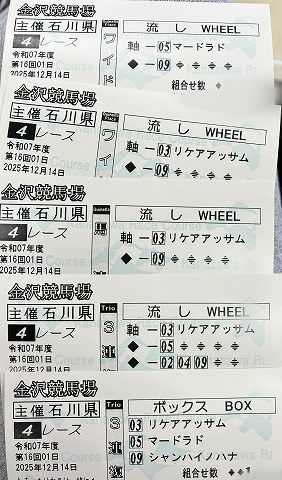 金沢競馬場
主催石川県
4レース
令和07年度
第16回01日
2025年12月14日
ワイド
流し WHEEL
軸 ― 05 マードラド
◆ ― 09
組合せ数
金沢競馬場
主催石川県
4レース
令和07年度
第16回01日
2025年12月14日
ワイ
流し WHEEL
軸 ― 03 リケアアッサム
◆ ― 09
金沢競馬場
主催石川県
4レース
令和07年度
第16回01日
2025年12月14日
流し WHEEL
軸 ― 03 リケアアッサム
◆ ― 09
金沢競馬場
主催石川県
4レース
令和07年度
第16回01日
2025年12月14日
Trio
3連
流し WHEEL
軸 ― 03 リケアアッサム
◆ ― 05
◆ ― 02 04 09
金沢競馬場
主催石川県
4レース
令和07年度
第16回01日
2025年12月14日
Trio
3連
ボックス BOX
03 リケアアッサム
05 マードラド
09 シャンハイノハナ
組合せ数 ◆◆1